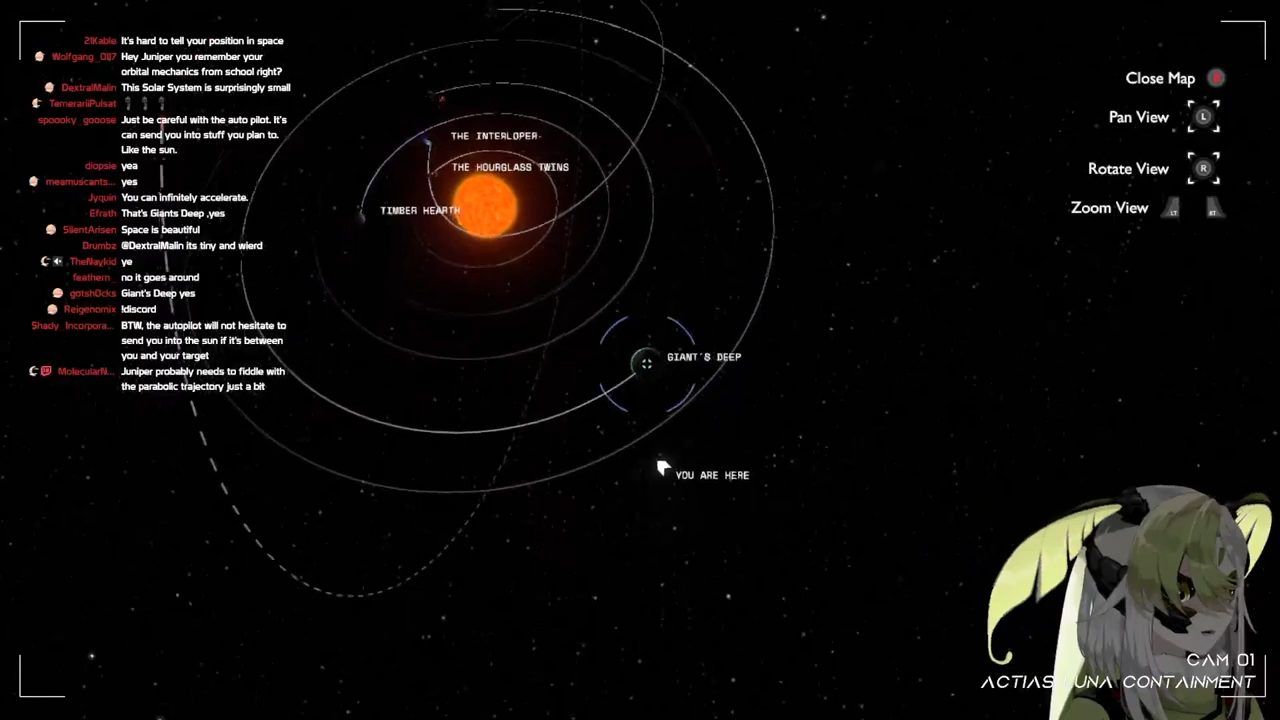 21Kable It's hard to tell your position in space
Wolfgang_0W7 Hey Juniper you remember your
orbital mechanics from school right?
DextralMalin This Solar System is surprisingly small
TemerariiPulsat
spoooky_gooose Just be careful with the auto pilot. It's
can send you into stuff you plan to.
Like the sun.
diopsie yea
meamuscants... yes
Jyquin You can infinitely accelerate.
Efrath That's Giants Deep ,yes
SilentArisen Space is beautiful
Drumbz @DextralMalin its tiny and wierd
TheNaykid ye
feathern_ no it goes around
gotsh0cks Giant's Deep yes
Reigenomix !discord
Shady_Incorpora... BTW, the autopilot will not hesitate to
send you into the sun if it's between
you and your target
MolecularN... Juniper probably needs to fiddle with
the parabolic trajectory just a bit
THE INTERLOPER
THE HOURGLASS TWINS
TIMBER HEARTH
GIANT'S DEEP
YOU ARE HERE
Close Map B
Pan View L
Rotate View R
Zoom View LT RT
CAM 01
ACTIAS LUNA CONTAINMENT